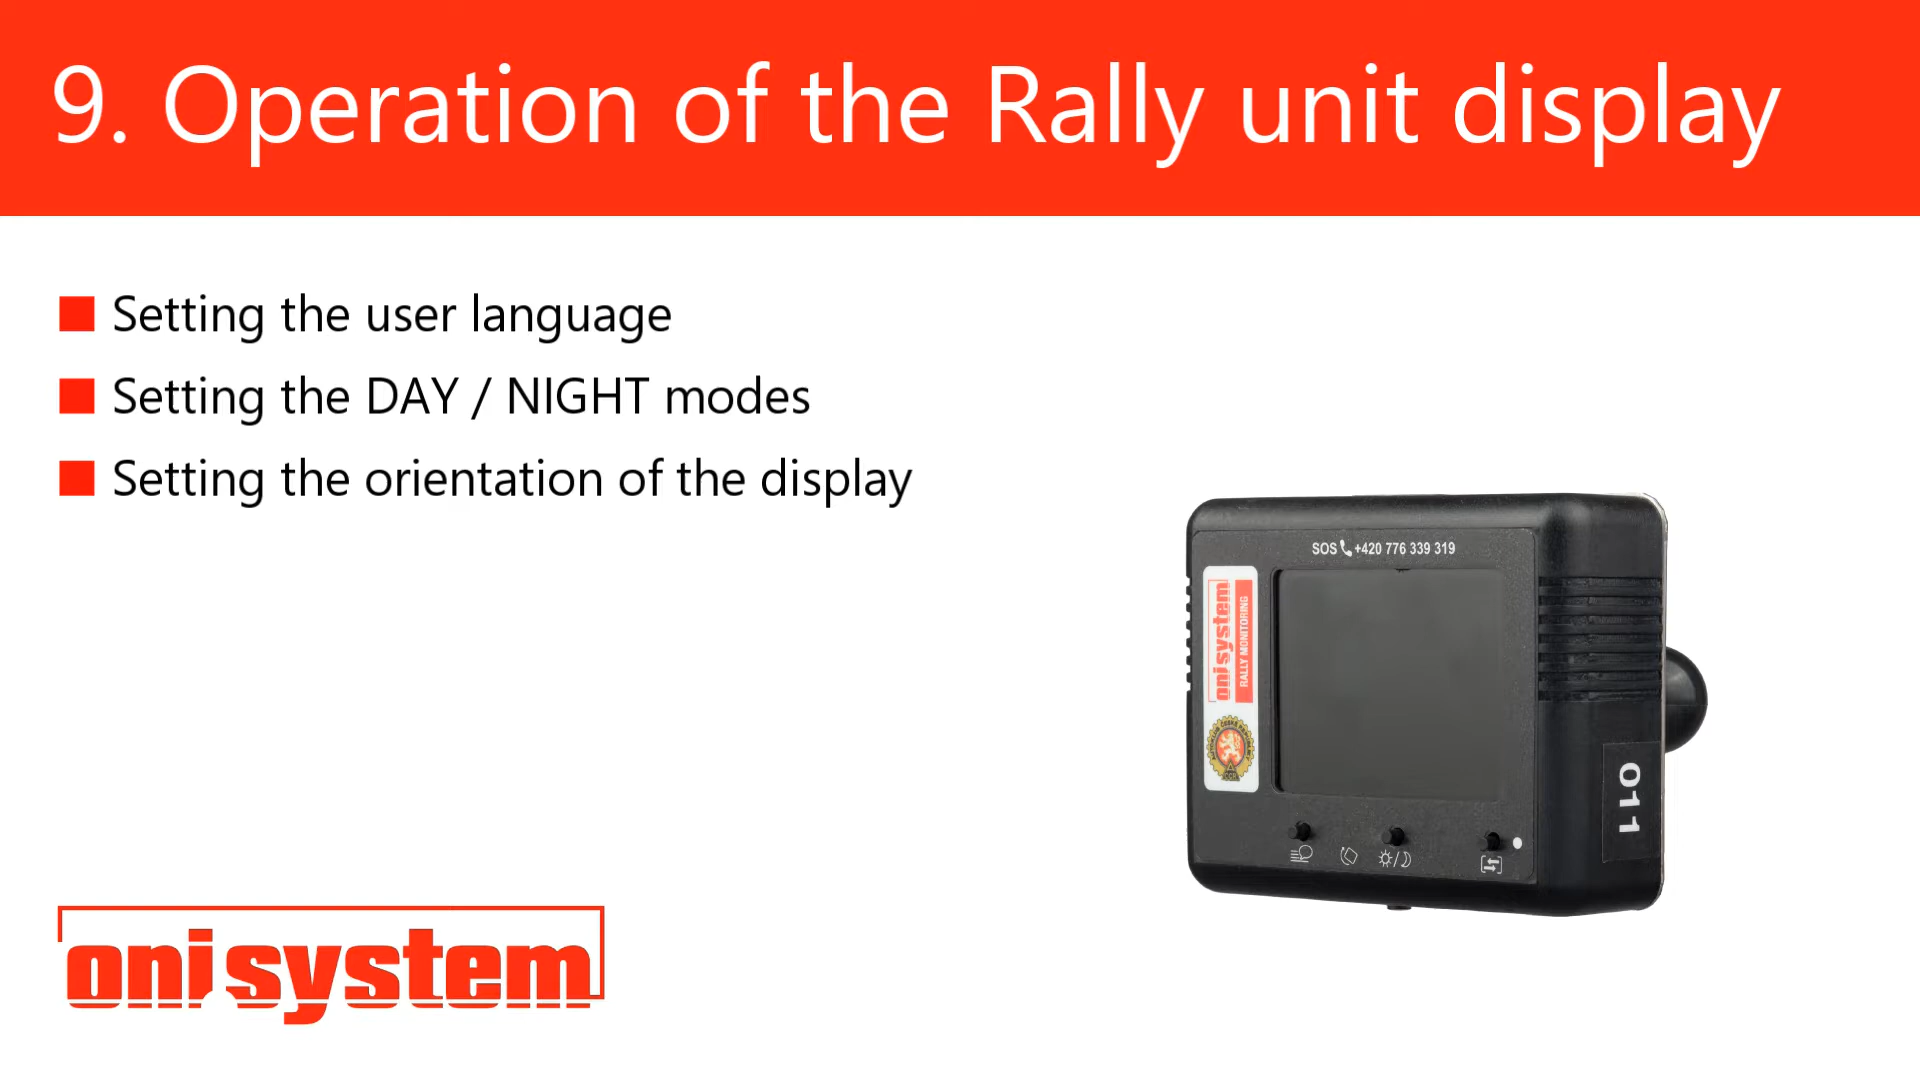 9. Operation of the Rally unit display
Setting the user language
Setting the DAY / NIGHT modes
Setting the orientation of the display
SOS +420 776 339 319
oni system
RALLY MONITORING
011
oni system